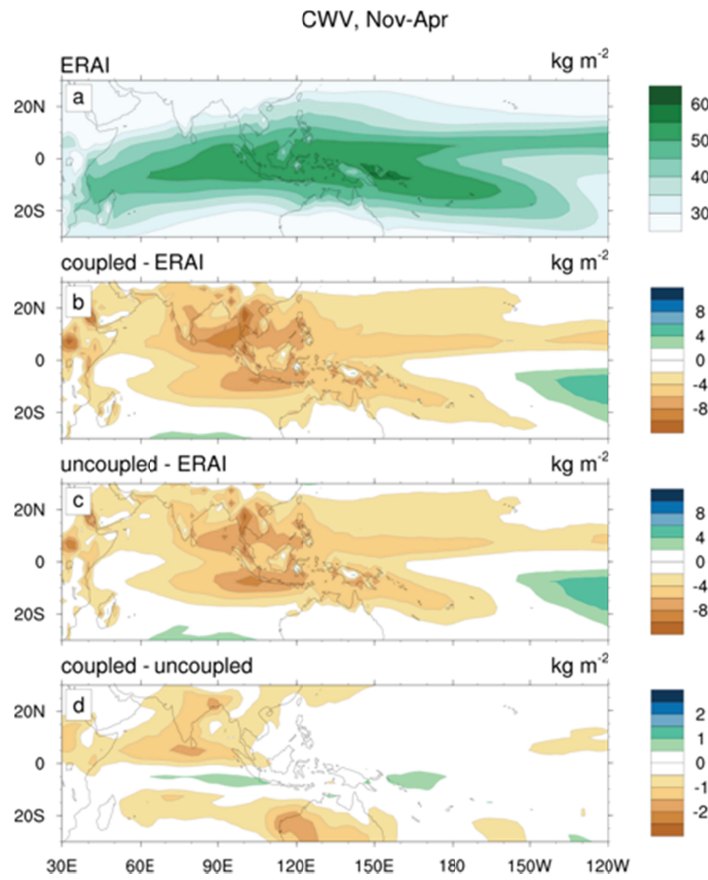 CWV, Nov-Apr
ERAI kg m-2
a
20N
0
20S
60
50
40
30
coupled - ERAI kg m-2
b
20N
0
20S
8
4
0
-4
-8
uncoupled - ERAI kg m-2
c
20N
0
20S
8
4
0
-4
-8
coupled - uncoupled kg m-2
d
20N
0
20S
2
1
0
-1
-2
30E 60E 90E 120E 150E 180 150W 120W